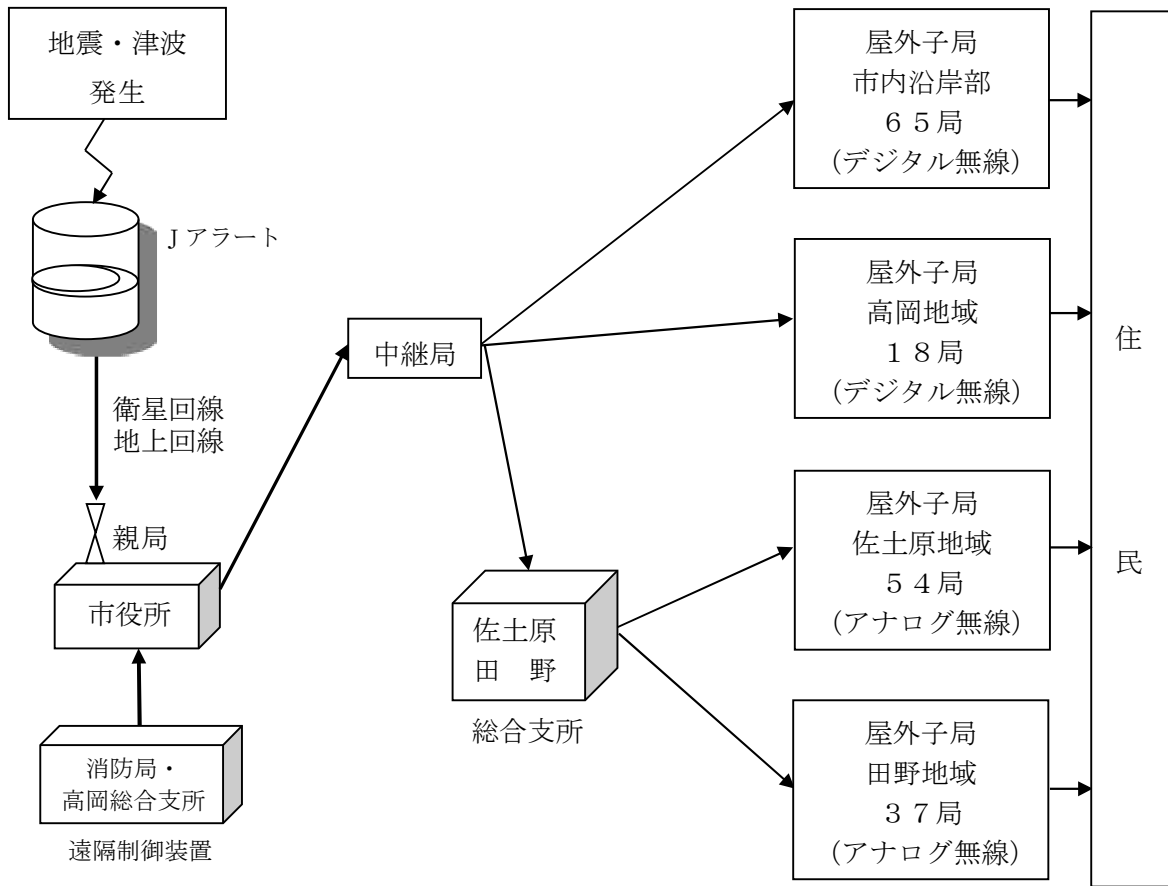 地震・津波
発生
Jアラート
衛星回線
地上回線
親局
市役所
消防局・
高岡総合支所
遠隔制御装置
中継局
佐土原
田　野
総合支所
屋外子局
市内沿岸部
６５局
（デジタル無線）
屋外子局
高岡地域
１８局
（デジタル無線）
屋外子局
佐土原地域
５４局
（アナログ無線）
屋外子局
田野地域
３７局
（アナログ無線）
住
民